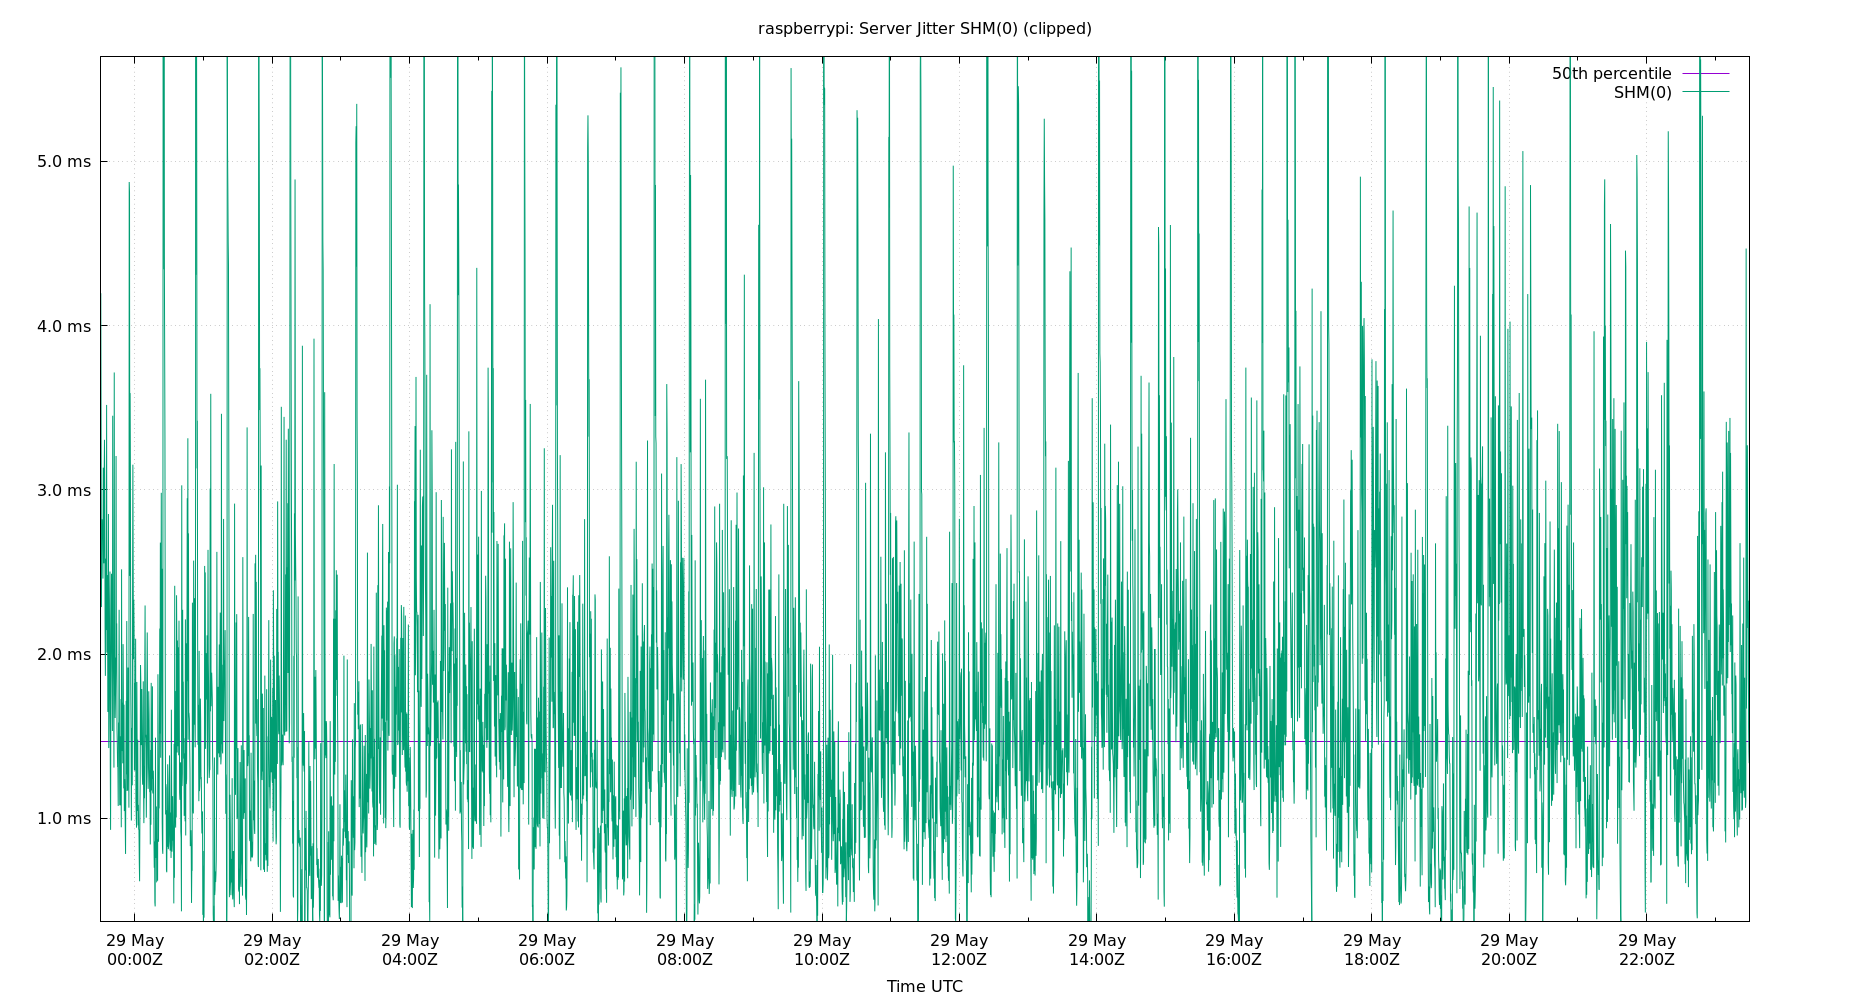 raspberrypi: Server Jitter SHM(0) (clipped)
50th percentile
SHM(0)
5.0 ms
4.0 ms
3.0 ms
2.0 ms
1.0 ms
29 May 29 May 29 May 29 May 29 May 29 May 29 May 29 May 29 May 29 May 29 May 29 May
00:00Z 02:00Z 04:00Z 06:00Z 08:00Z 10:00Z 12:00Z 14:00Z 16:00Z 18:00Z 20:00Z 22:00Z
Time UTC